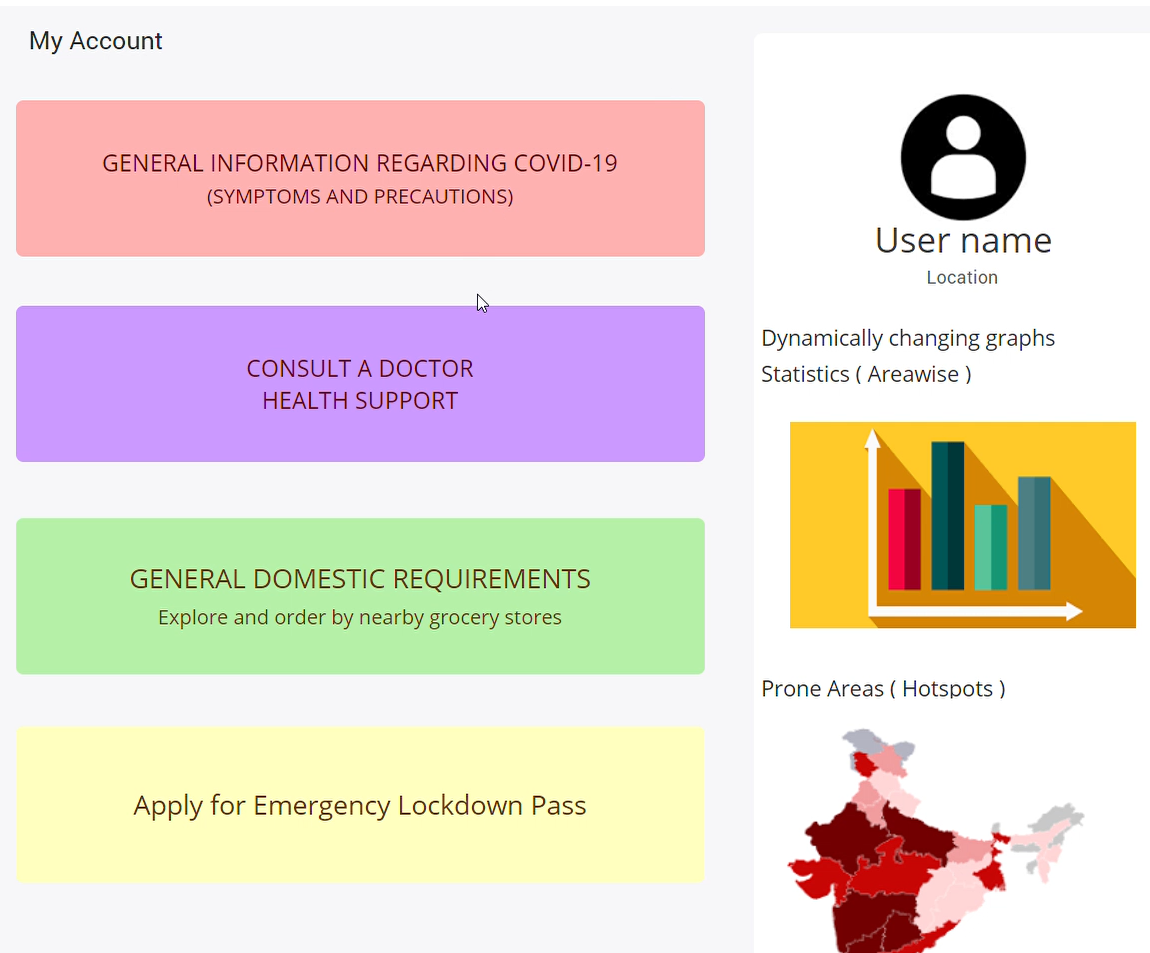 My Account
GENERAL INFORMATION REGARDING COVID-19
(SYMPTOMS AND PRECAUTIONS)
CONSULT A DOCTOR
HEALTH SUPPORT
GENERAL DOMESTIC REQUIREMENTS
Explore and order by nearby grocery stores
Apply for Emergency Lockdown Pass
User name
Location
Dynamically changing graphs
Statistics ( Areawise )
Prone Areas ( Hotspots )